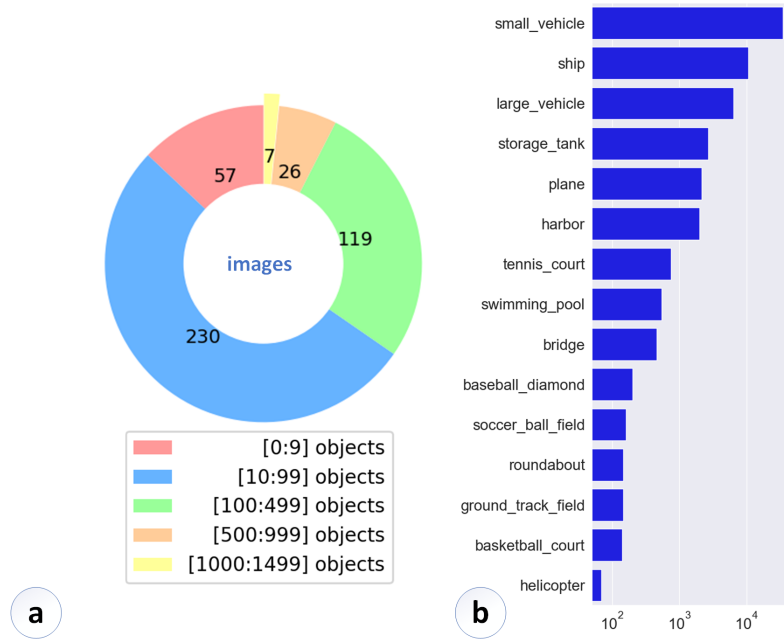 7
57
26
119
images
230
[0:9] objects
[10:99] objects
[100:499] objects
[500:999] objects
[1000:1499] objects
a
small_vehicle
ship
large_vehicle
storage_tank
plane
harbor
tennis_court
swimming_pool
bridge
baseball_diamond
soccer_ball_field
roundabout
ground_track_field
basketball_court
helicopter
10² 10³ 10⁴
b